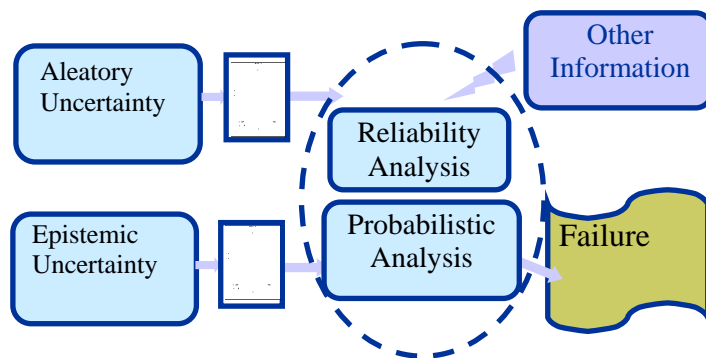 Aleatory
Uncertainty
Other
Information
Reliability
Analysis
Epistemic
Uncertainty
Probabilistic
Analysis
Failure